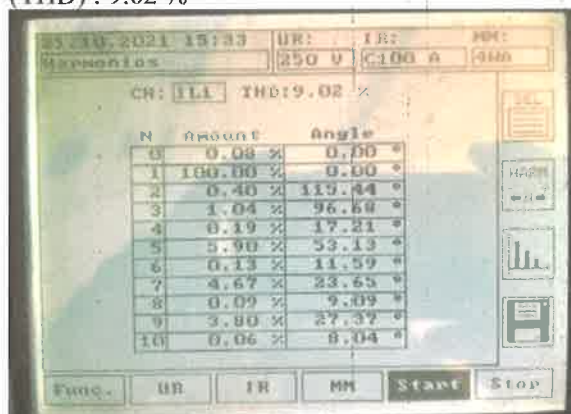 (THD) : 9.02 %
25.10.2021 15:33 UR: IR: MM:
Harmonics 250 V C100 A 4WA
CH: IL1 THD:9.02 %
SEL
N Amount Angle
0 0.08 % 0.00 °
1 100.00 % 0.00 °
2 0.40 % 119.44 °
3 1.04 % 96.68 °
4 0.19 % 17.21 °
5 5.90 % 53.13 °
6 0.13 % 11.59 °
7 4.67 % 23.65 °
8 0.09 % 9.09 °
9 3.80 % 27.37 °
10 0.06 % 8.04 °
HARM
Func. UR IR MM Start Stop